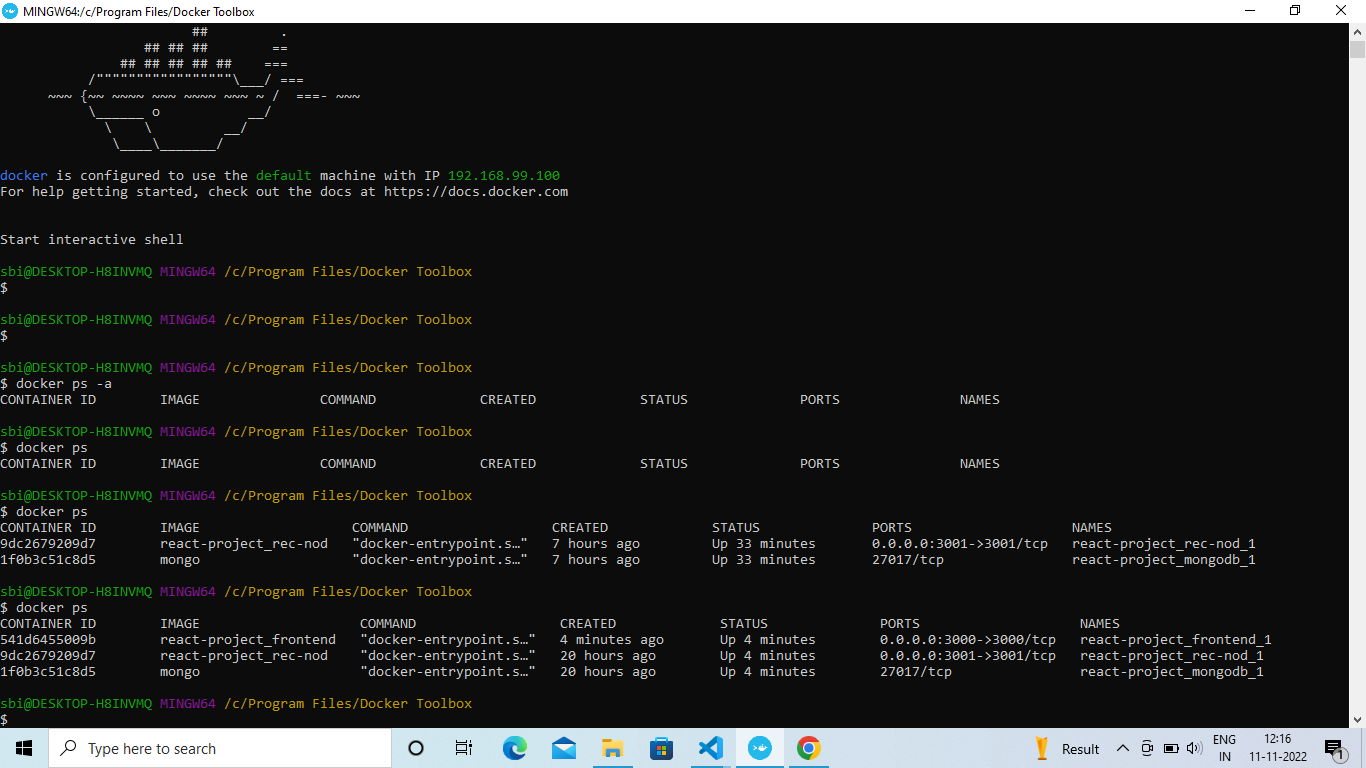 MINGW64:/c/Program Files/Docker Toolbox
## .
## ## ## ==
## ## ## ## ## ===
/"""""""""""""""""\___/ ===
~~~ {~~ ~~~~ ~~~ ~~~~ ~~~ ~ / ===- ~~~
\______ o __/
\ \ __/
\____\_______/
docker is configured to use the default machine with IP 192.168.99.100
For help getting started, check out the docs at https://docs.docker.com
Start interactive shell
sbi@DESKTOP-H8INVMQ MINGW64 /c/Program Files/Docker Toolbox
$
sbi@DESKTOP-H8INVMQ MINGW64 /c/Program Files/Docker Toolbox
$
sbi@DESKTOP-H8INVMQ MINGW64 /c/Program Files/Docker Toolbox
$ docker ps -a
CONTAINER ID IMAGE COMMAND CREATED STATUS PORTS NAMES
sbi@DESKTOP-H8INVMQ MINGW64 /c/Program Files/Docker Toolbox
$ docker ps
CONTAINER ID IMAGE COMMAND CREATED STATUS PORTS NAMES
sbi@DESKTOP-H8INVMQ MINGW64 /c/Program Files/Docker Toolbox
$ docker ps
CONTAINER ID IMAGE COMMAND CREATED STATUS PORTS NAMES
9dc2679209d7 react-project_rec-nod "docker-entrypoint.s…" 7 hours ago Up 33 minutes 0.0.0.0:3001->3001/tcp react-project_rec-nod_1
1f0b3c51c8d5 mongo "docker-entrypoint.s…" 7 hours ago Up 33 minutes 27017/tcp react-project_mongodb_1
sbi@DESKTOP-H8INVMQ MINGW64 /c/Program Files/Docker Toolbox
$ docker ps
CONTAINER ID IMAGE COMMAND CREATED STATUS PORTS NAMES
541d6455009b react-project_frontend "docker-entrypoint.s…" 4 minutes ago Up 4 minutes 0.0.0.0:3000->3000/tcp react-project_frontend_1
9dc2679209d7 react-project_rec-nod "docker-entrypoint.s…" 20 hours ago Up 4 minutes 0.0.0.0:3001->3001/tcp react-project_rec-nod_1
1f0b3c51c8d5 mongo "docker-entrypoint.s…" 20 hours ago Up 4 minutes 27017/tcp react-project_mongodb_1
sbi@DESKTOP-H8INVMQ MINGW64 /c/Program Files/Docker Toolbox
$
Type here to search
Result
ENG
IN
12:16
11-11-2022
1